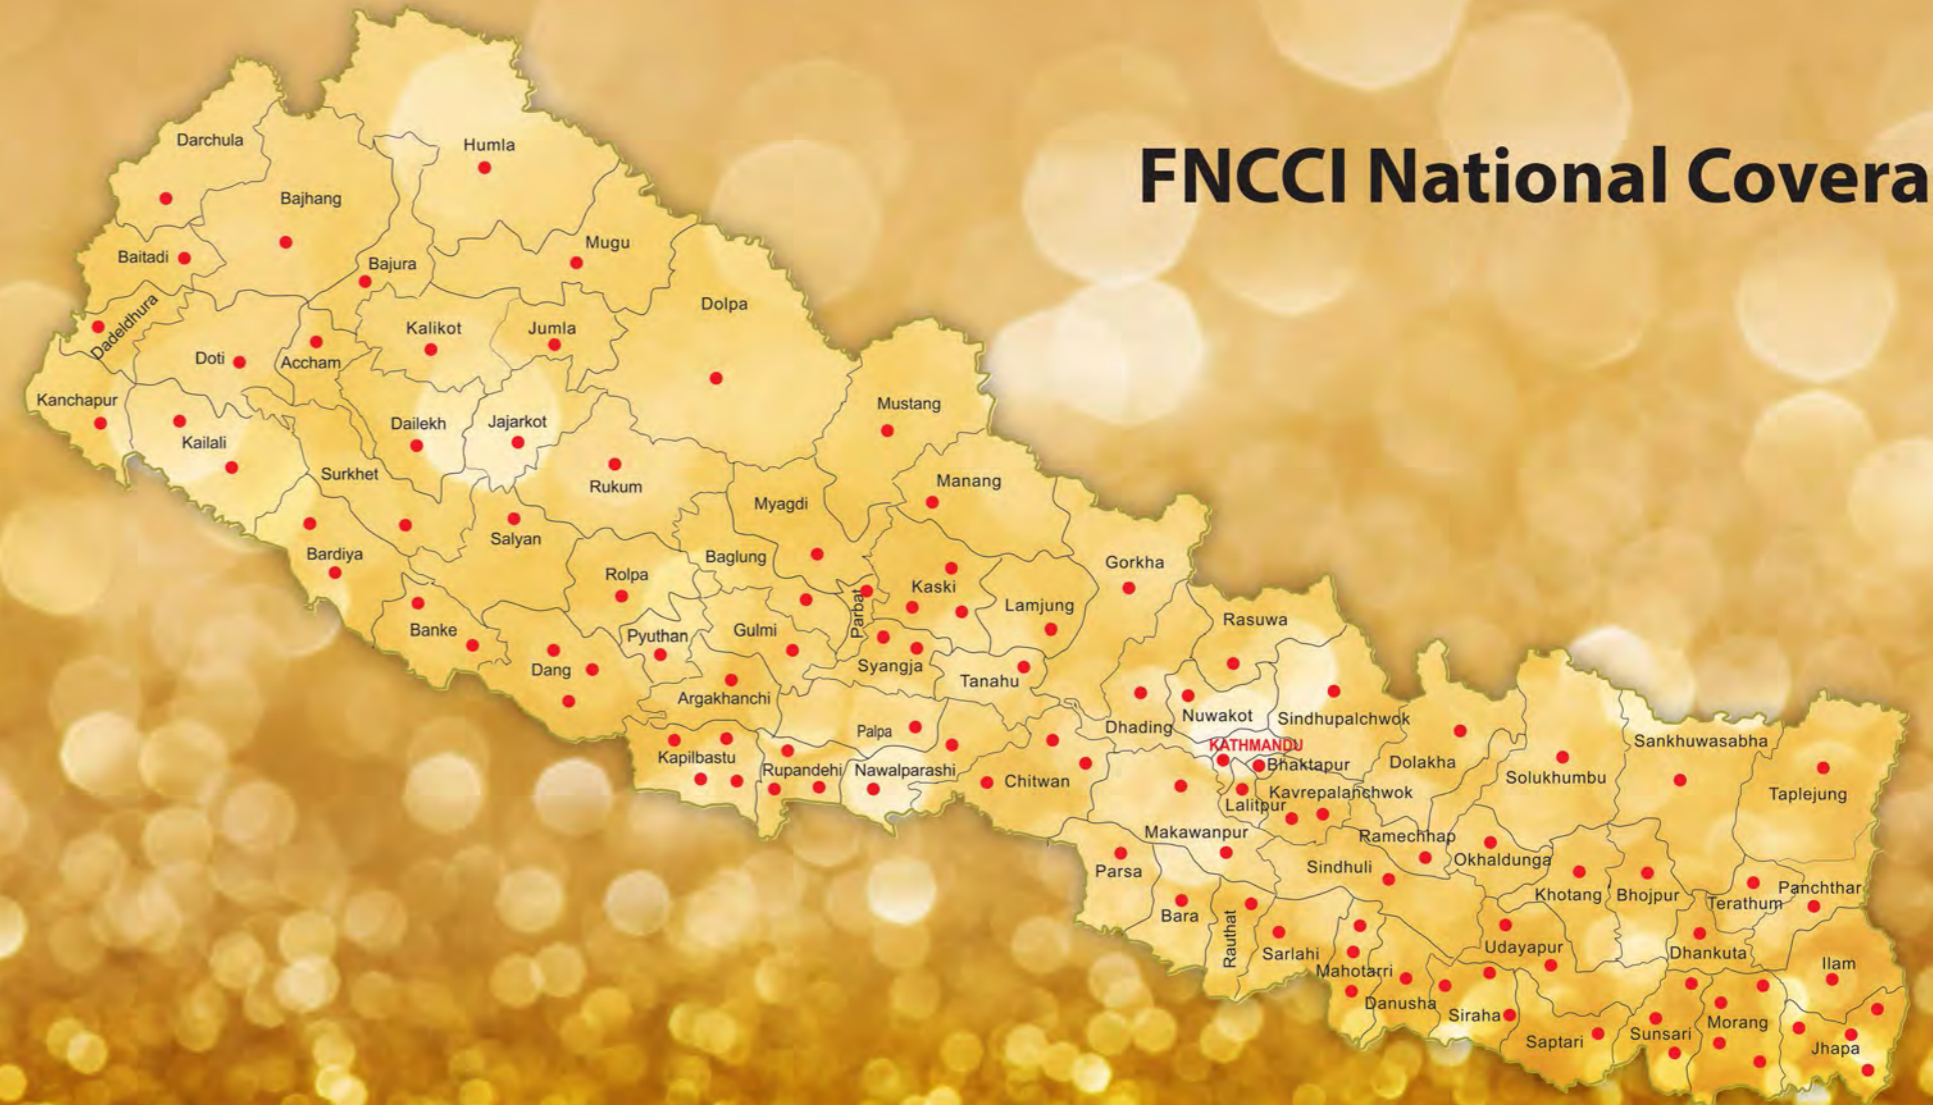 FNCCI National Covera
Darchula
Humla
Bajhang
Baitadi
Bajura
Mugu
Dadeldhura
Dolpa
Kalikot
Jumla
Doti
Accham
Kanchapur
Kailali
Dailekh
Jajarkot
Mustang
Surkhet
Rukum
Manang
Myagdi
Salyan
Bardiya
Baglung
Rolpa
Kaski
Gorkha
Parbat
Lamjung
Banke
Pyuthan
Gulmi
Rasuwa
Dang
Syangja
Tanahu
Argakhanchi
Palpa
Dhading
Nuwakot
Sindhupalchwok
KATHMANDU
Kapilbastu
Rupandehi
Nawalparashi
Chitwan
Bhaktapur
Dolakha
Sankhuwasabha
Solukhumbu
Taplejung
Kavrepalanchwok
Lalitpur
Makawanpur
Ramechhap
Parsa
Sindhuli
Okhaldunga
Khotang
Bhojpur
Terathum
Panchthar
Bara
Rauthat
Sarlahi
Udayapur
Dhankuta
Ilam
Mahotarri
Danusha
Siraha
Saptari
Sunsari
Morang
Jhapa